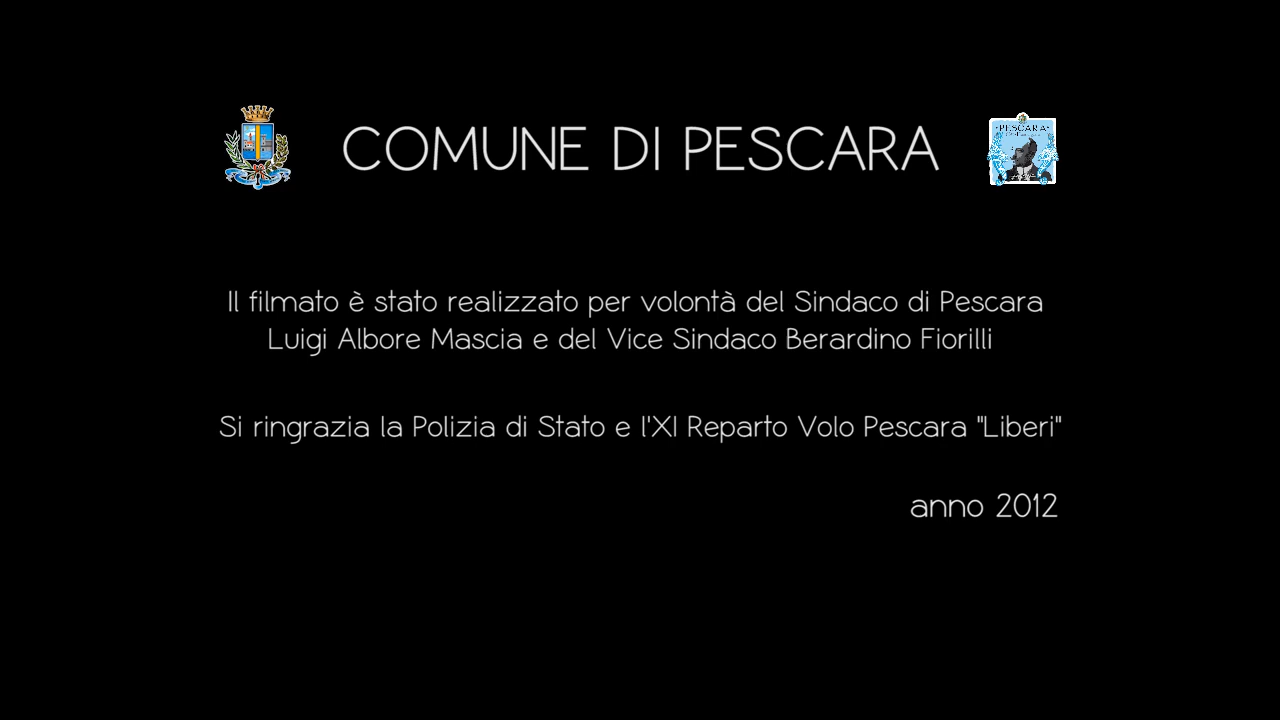 COMUNE DI PESCARA
PESCARA
Il filmato è stato realizzato per volontà del Sindaco di Pescara
Luigi Albore Mascia e del Vice Sindaco Berardino Fiorilli
Si ringrazia la Polizia di Stato e l'XI Reparto Volo Pescara "Liberi"
anno 2012